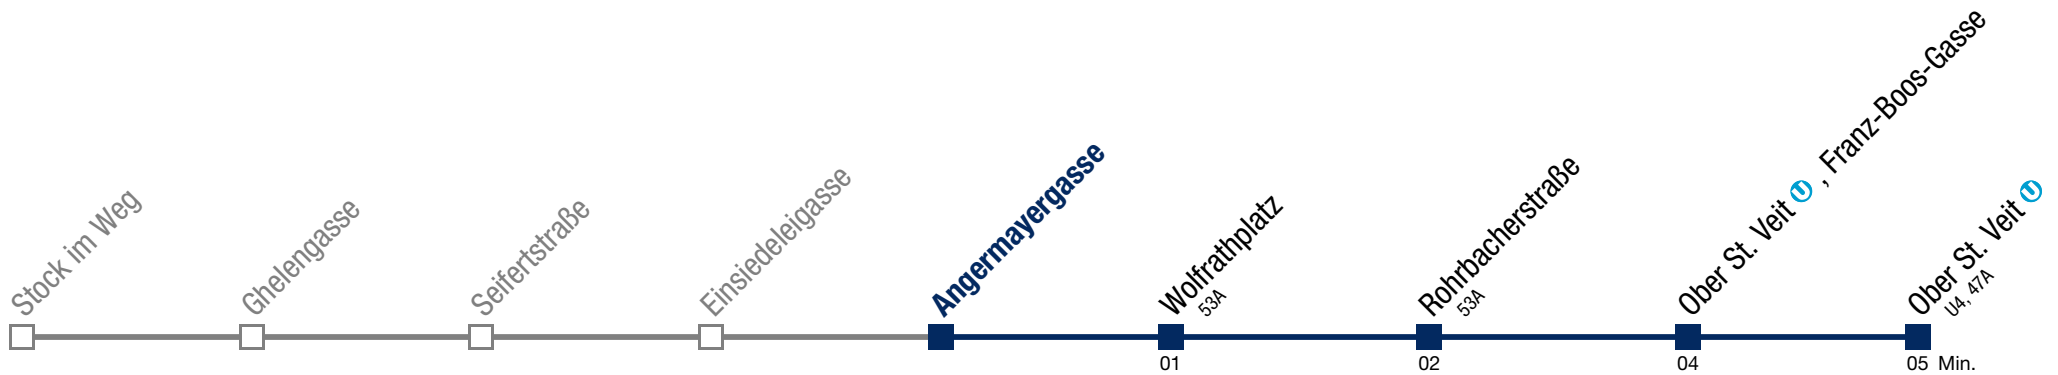 Stock im Weg
Ghelengasse
Seifertstraße
Einsiedeleigasse
Angermayergasse
Wolfrathplatz
53A
Rohrbacherstraße
53A
Ober St. Veit U , Franz-Boos-Gasse
Ober St. Veit U
U4, 47A
01
02
04
05 Min.